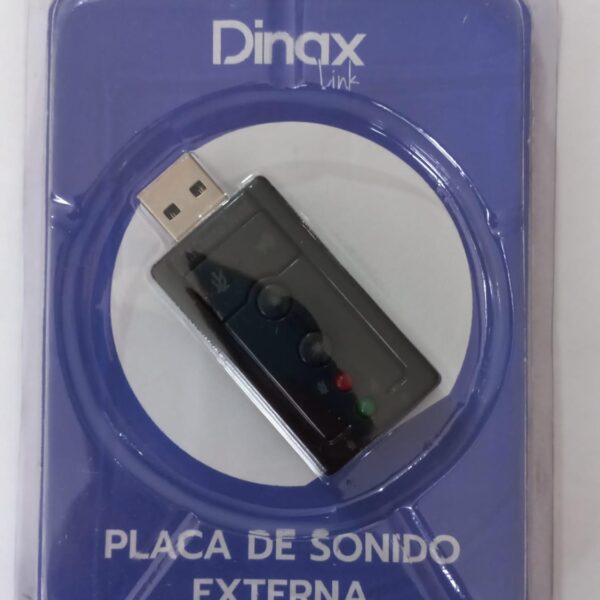 Dinax
Link
PLACA DE SONIDO
EXTERNA